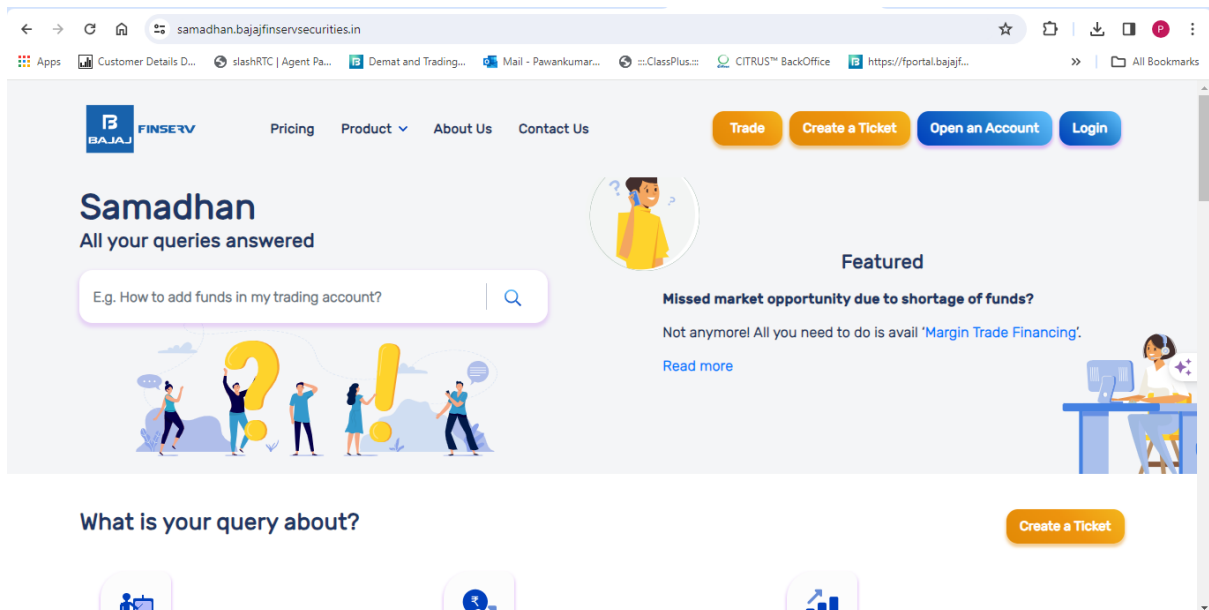 samadhan.bajajfinservsecurities.in
P
Apps Customer Details D... slashRTC | Agent Pa... Demat and Trading... Mail - Pawankumar... :::.ClassPlus.::: CITRUS™ BackOffice https://fportal.bajajf... » All Bookmarks
B
BAJAJ FINSERV
Pricing Product About Us Contact Us
Trade Create a Ticket Open an Account Login
Samadhan
All your queries answered
E.g. How to add funds in my trading account?
Featured
Missed market opportunity due to shortage of funds?
Not anymore! All you need to do is avail ‘Margin Trade Financing’.
Read more
What is your query about?
Create a Ticket